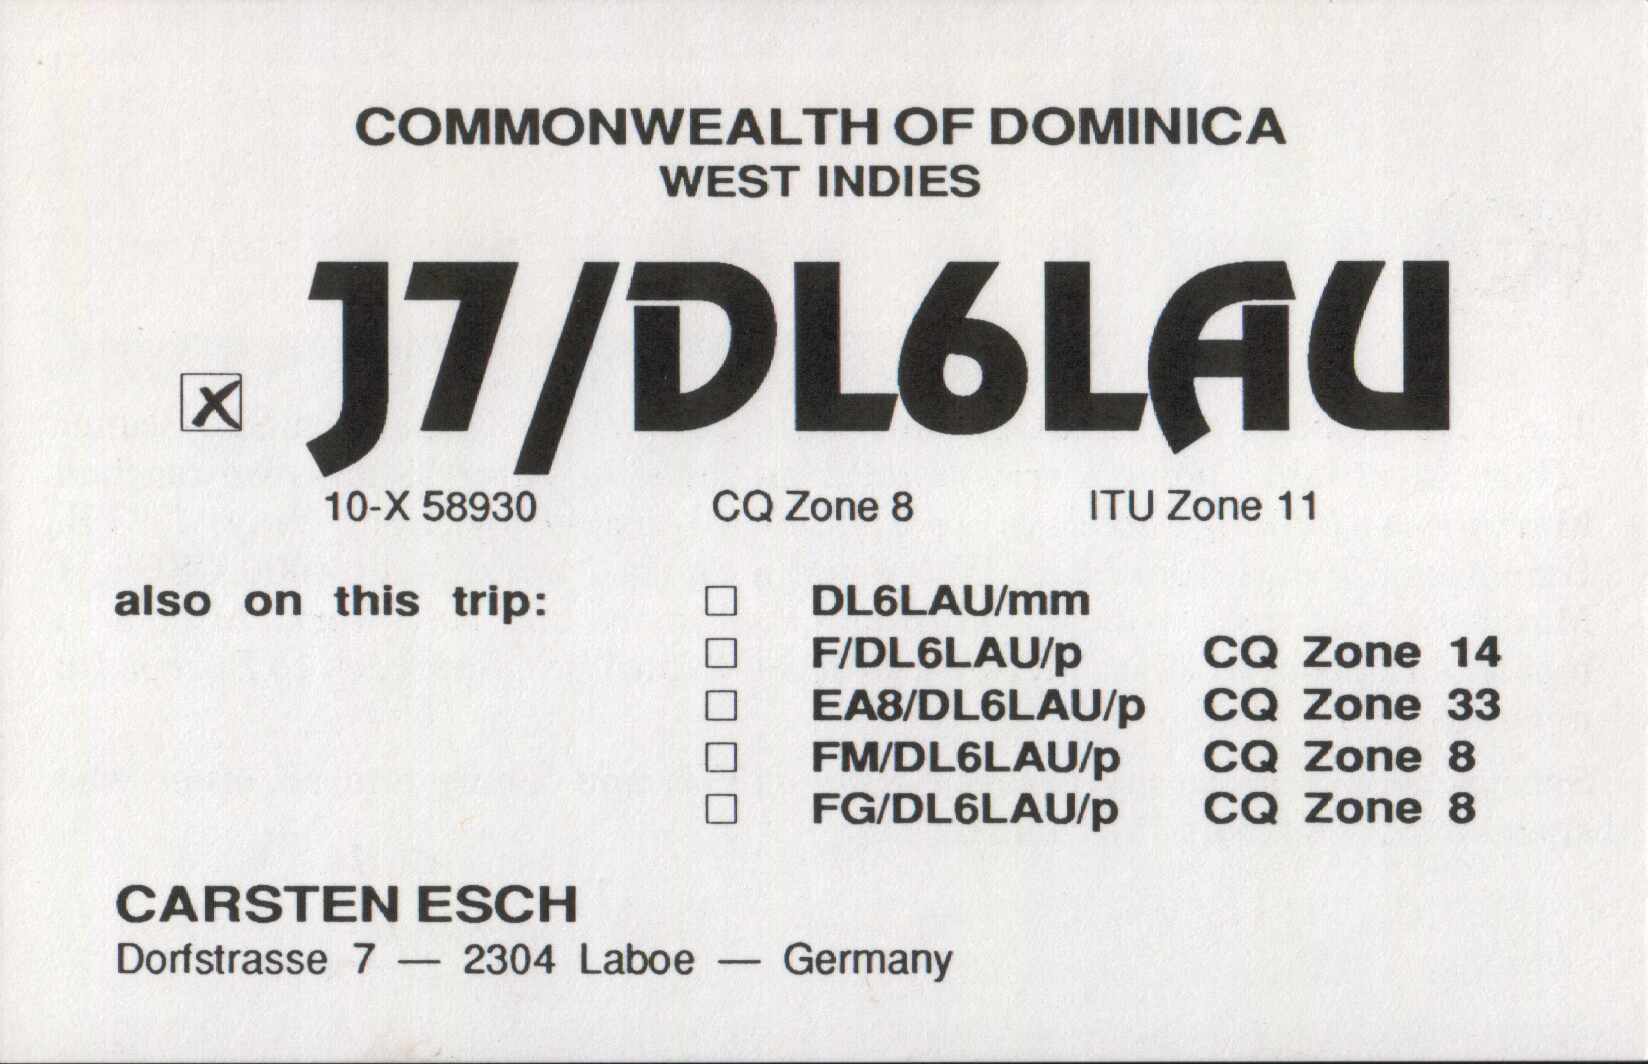 COMMONWEALTH OF DOMINICA
WEST INDIES
J7/DL6LAU
10-X 58930 CQ Zone 8 ITU Zone 11
also on this trip: DL6LAU/mm
F/DL6LAU/p CQ Zone 14
EA8/DL6LAU/p CQ Zone 33
FM/DL6LAU/p CQ Zone 8
FG/DL6LAU/p CQ Zone 8
CARSTEN ESCH
Dorfstrasse 7 — 2304 Laboe — Germany